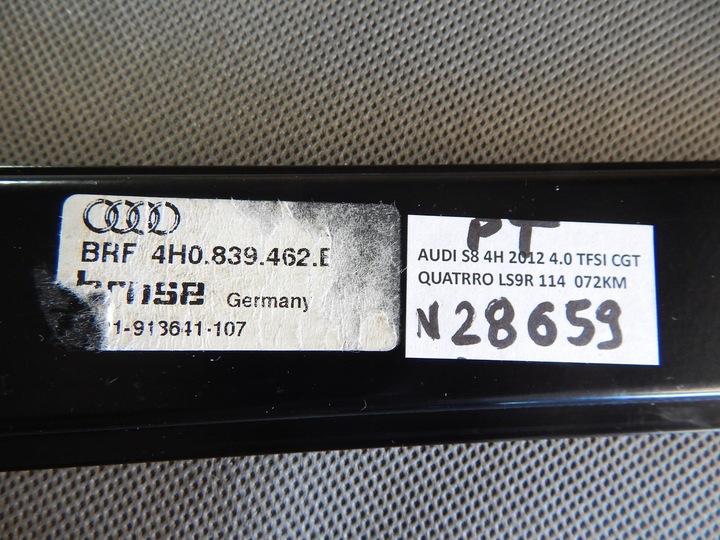 BRF 4H0.839.462.
Germany
1-913641-107
PT
AUDI S8 4H 2012 4.0 TFSI CGT
QUATRRO LS9R 114 072KM
N28659